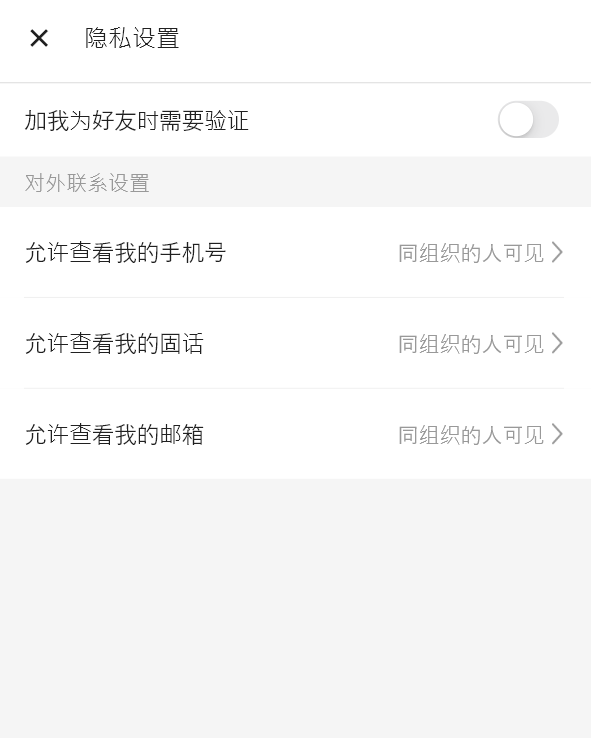 隐私设置
加我为好友时需要验证
对外联系设置
允许查看我的手机号 同组织的人可见
允许查看我的固话 同组织的人可见
允许查看我的邮箱 同组织的人可见